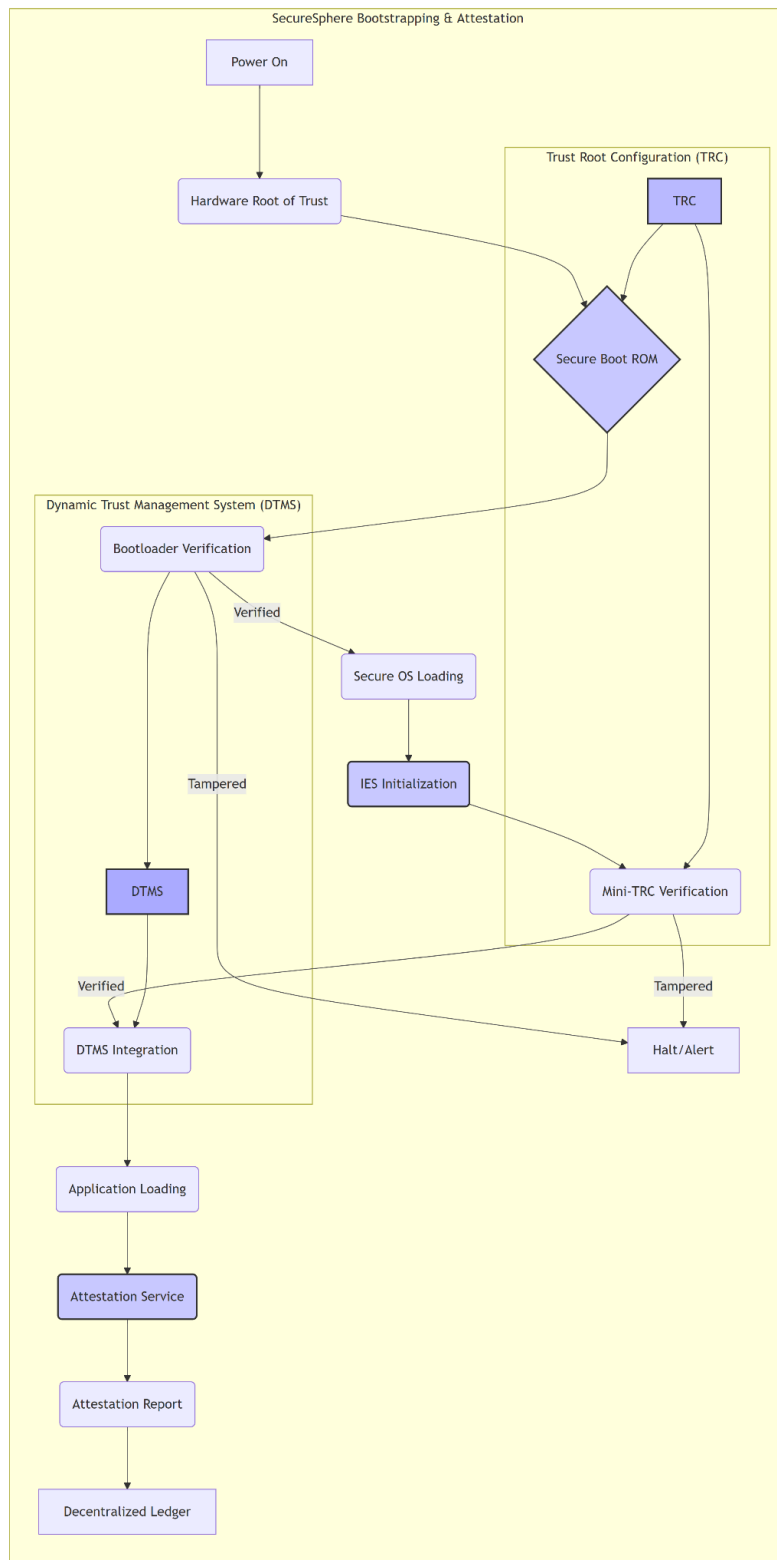 SecureSphere Bootstrapping & Attestation
Power On
Trust Root Configuration (TRC)
Hardware Root of Trust
TRC
Secure Boot ROM
Dynamic Trust Management System (DTMS)
Bootloader Verification
Verified
Secure OS Loading
Tampered
IES Initialization
DTMS
Mini-TRC Verification
Verified
Tampered
DTMS Integration
Halt/Alert
Application Loading
Attestation Service
Attestation Report
Decentralized Ledger